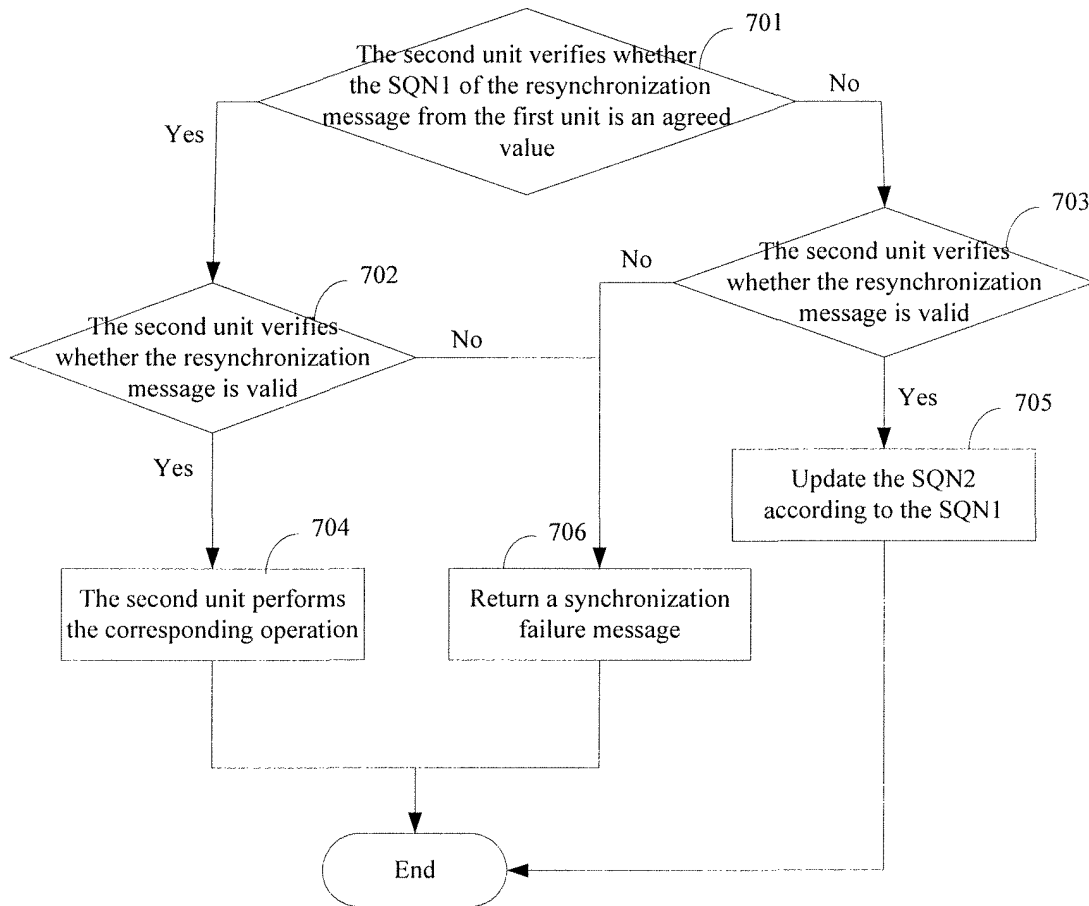 701
The second unit verifies whether
the SQN1 of the resynchronization
message from the first unit is an agreed
value
Yes
No
703
The second unit verifies
whether the resynchronization
message is valid
No
702
The second unit verifies
whether the resynchronization
message is valid
No
Yes
705
Update the SQN2
according to the SQN1
Yes
704
The second unit performs
the corresponding operation
706
Return a synchronization
failure message
End